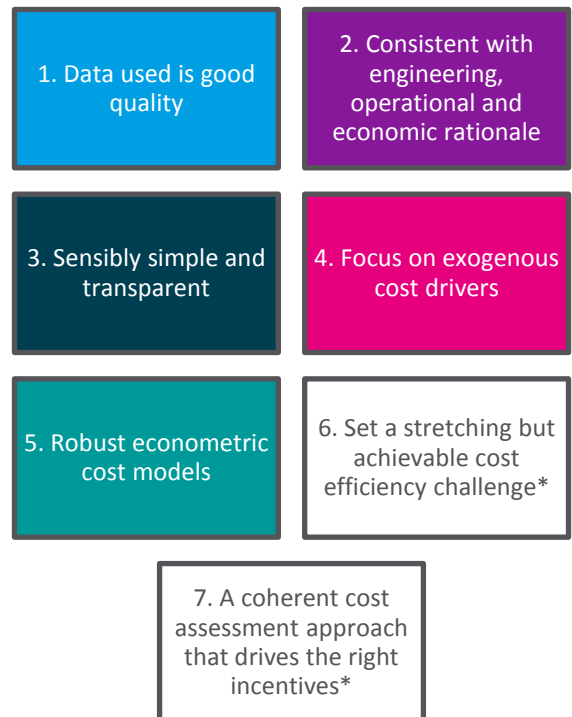 1. Data used is good
quality
2. Consistent with
engineering,
operational and
economic rationale
3. Sensibly simple and
transparent
4. Focus on exogenous
cost drivers
5. Robust econometric
cost models
6. Set a stretching but
achievable cost
efficiency challenge*
7. A coherent cost
assessment approach
that drives the right
incentives*